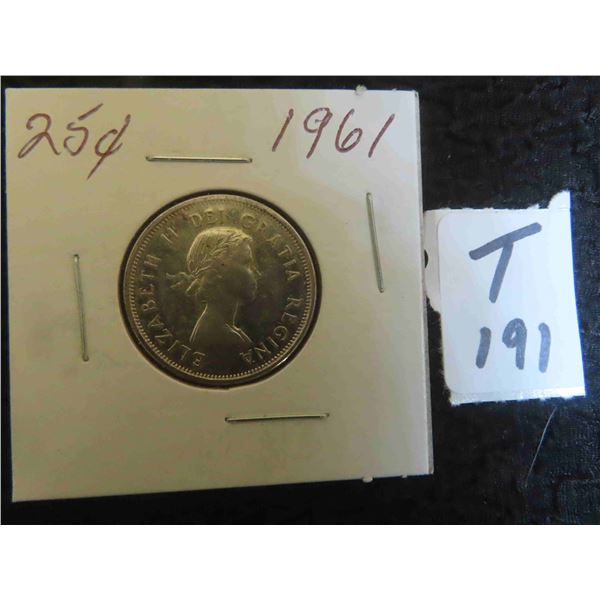 25¢ 1961
ELIZABETH II DEI GRATIA REGINA
T
191